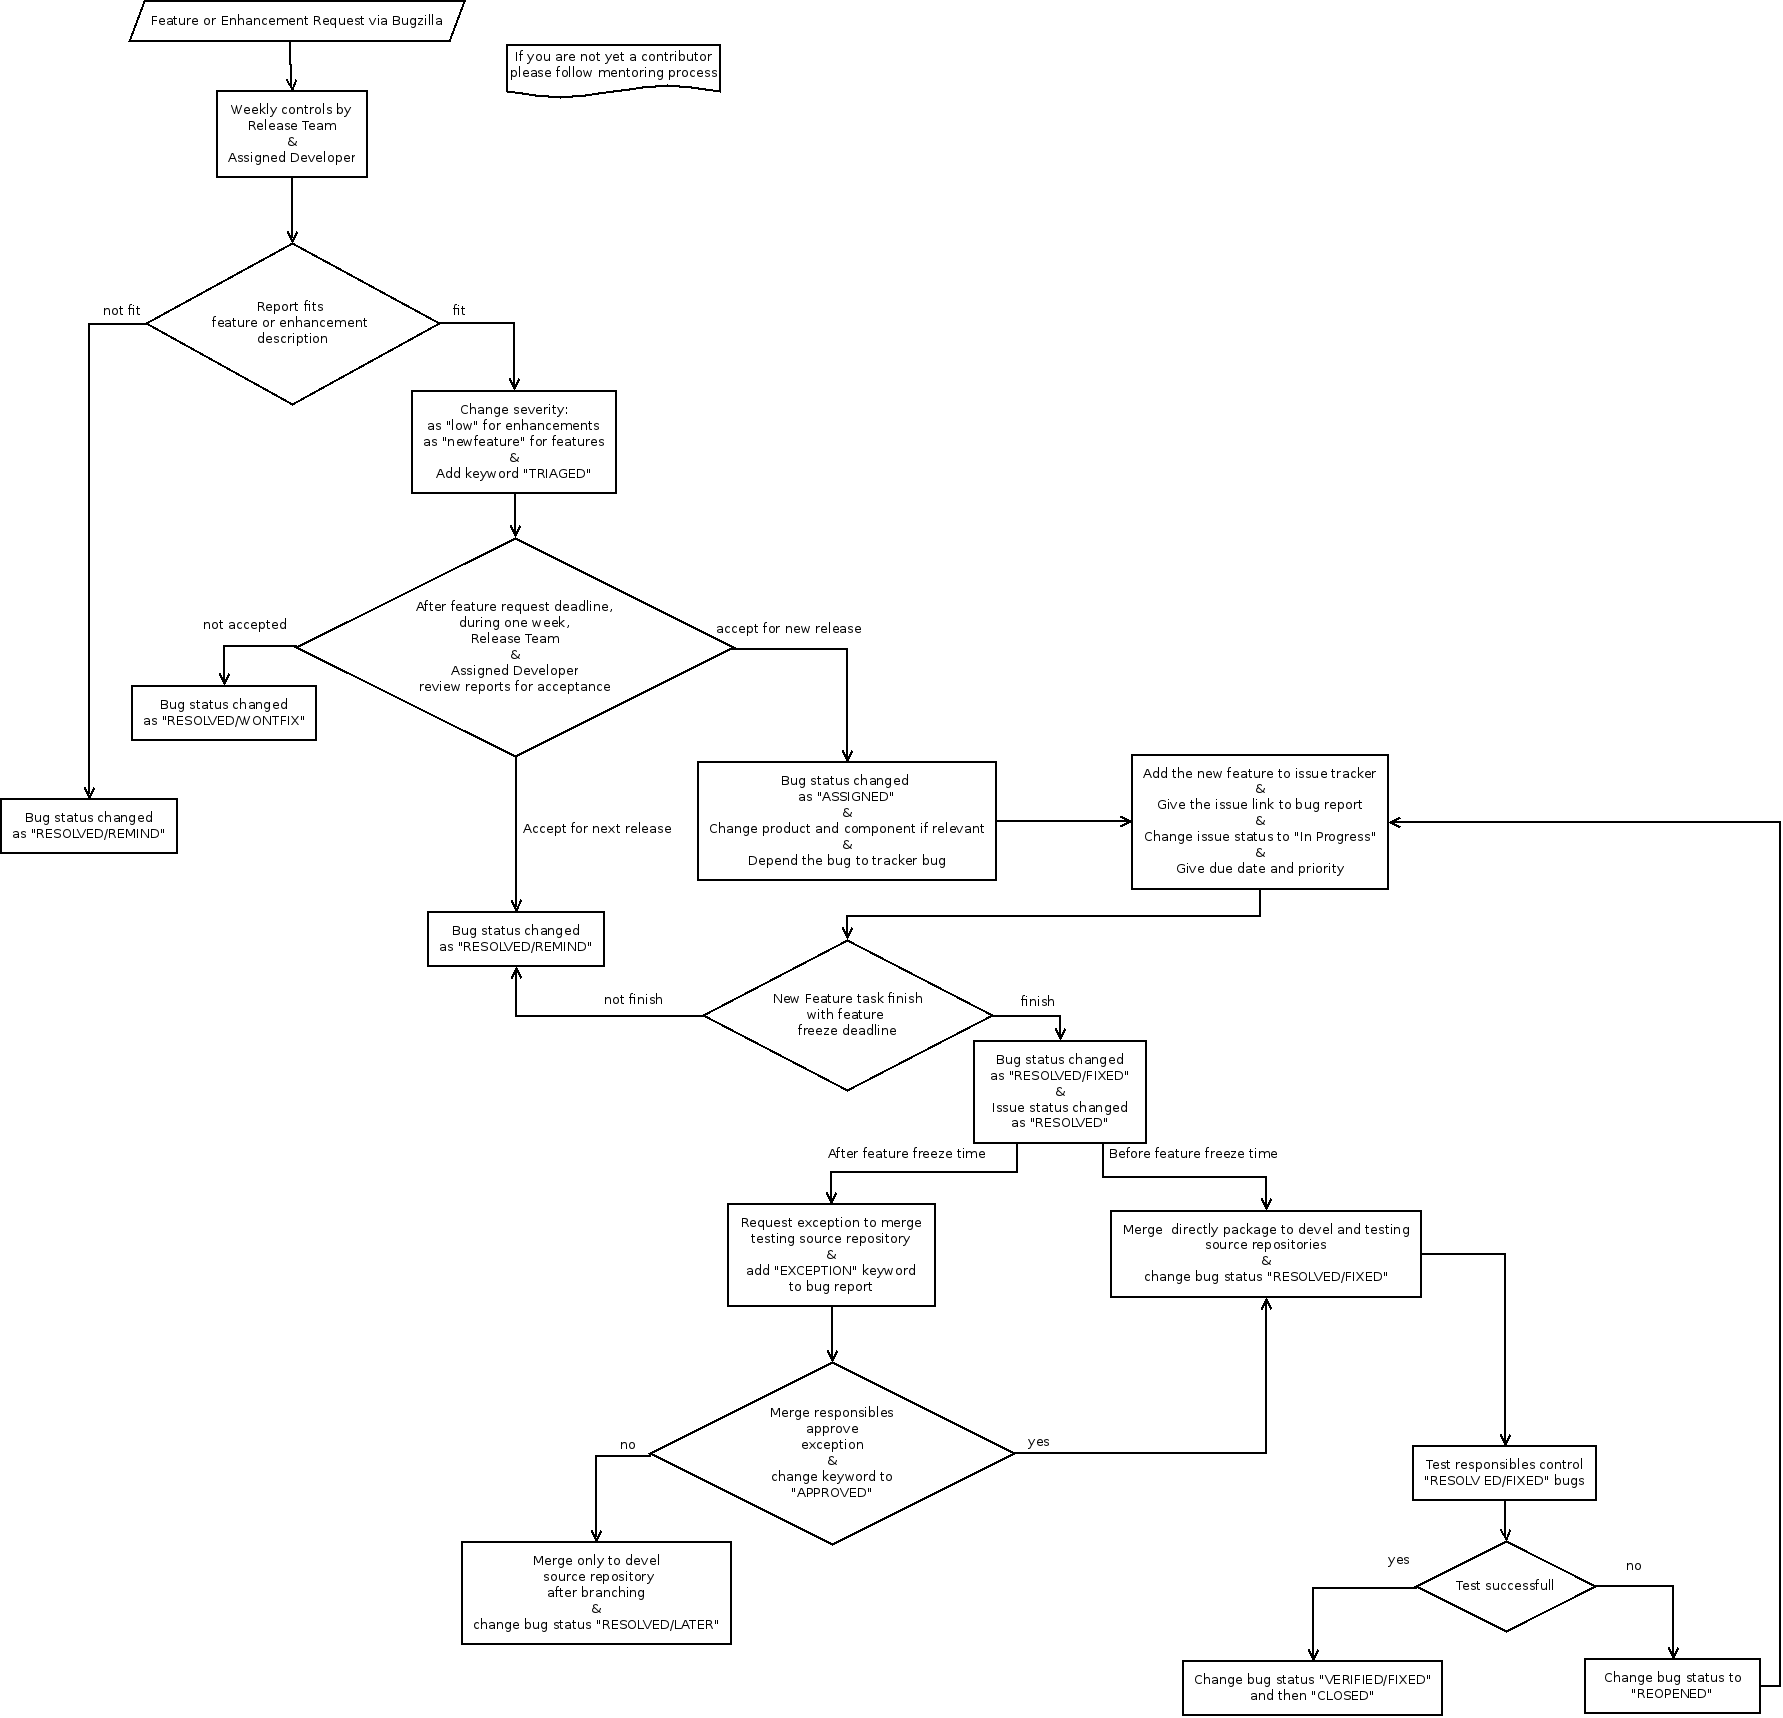 Feature or Enhancement Request via Bugzilla
If you are not yet a contributor
please follow mentoring process
Weekly controls by
Release Team
&
Assigned Developer
Report fits
feature or enhancement
description
not fit
fit
Change severity:
as "low" for enhancements
as "newfeature" for features
&
Add keyword "TRIAGED"
After feature request deadline,
during one week,
Release Team
&
Assigned Developer
review reports for acceptance
not accepted
accept for new release
Bug status changed
as "RESOLVED/WONTFIX"
Bug status changed
as "RESOLVED/REMIND"
Accept for next release
Bug status changed
as "ASSIGNED"
&
Change product and component if relevant
&
Depend the bug to tracker bug
Add the new feature to issue tracker
&
Give the issue link to bug report
&
Change issue status to "In Progress"
&
Give due date and priority
Bug status changed
as "RESOLVED/REMIND"
not finish
New Feature task finish
with feature
freeze deadline
finish
Bug status changed
as "RESOLVED/FIXED"
&
Issue status changed
as "RESOLVED"
After feature freeze time
Before feature freeze time
Request exception to merge
testing source repository
&
add "EXCEPTION" keyword
to bug report
Merge  directly package to devel and testing
source repositories
&
change bug status "RESOLVED/FIXED"
Merge responsibles
approve
exception
&
change keyword to
"APPROVED"
no
yes
Test responsibles control
"RESOLV ED/FIXED" bugs
Merge only to devel
source repository
after branching
&
change bug status "RESOLVED/LATER"
yes
Test successfull
no
Change bug status "VERIFIED/FIXED"
and then "CLOSED"
Change bug status to
"REOPENED"